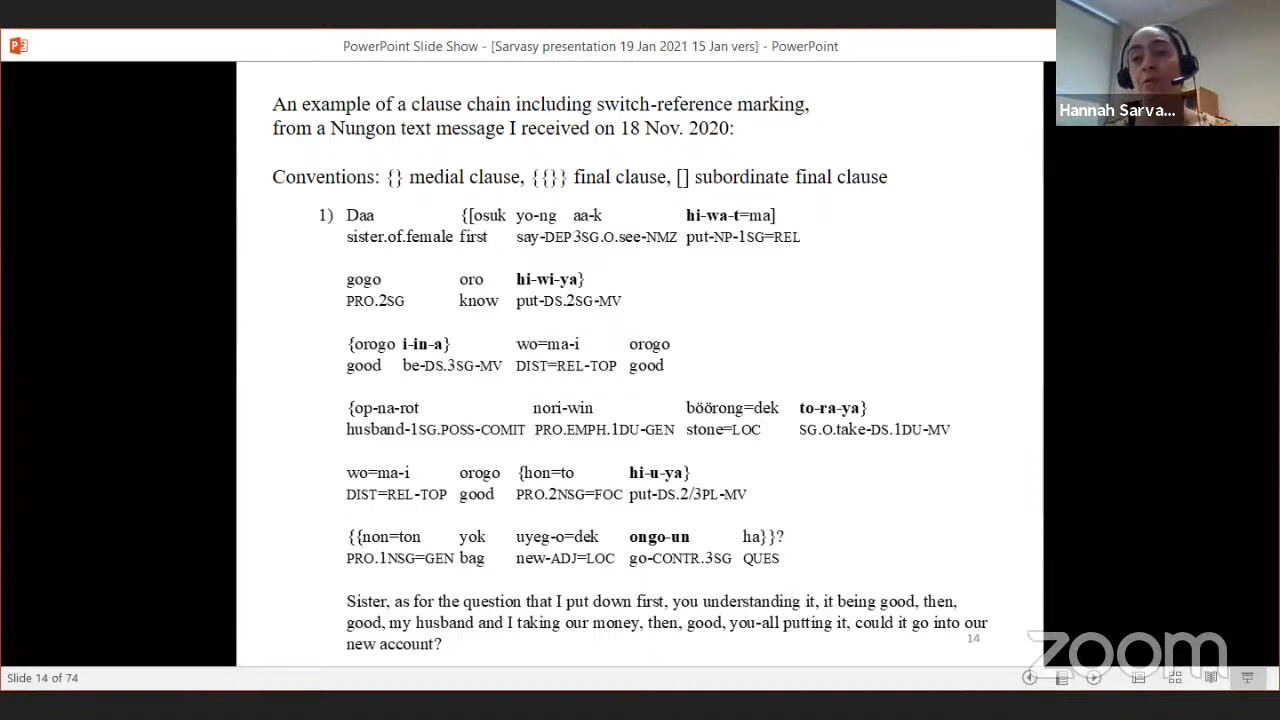 PowerPoint Slide Show - [Sarvasy presentation 19 Jan 2021 15 Jan vers] - PowerPoint
Hannah Sarva...
An example of a clause chain including switch-reference marking,
from a Nungon text message I received on 18 Nov. 2020:
Conventions: {} medial clause, {{}} final clause, [] subordinate final clause
1) Daa {[osuk yo-ng aa-k hi-wa-t=ma]
sister.of.female first say-DEP 3SG.O.see-NMZ put-NP-1SG=REL
gogo oro hi-wi-ya}
PRO.2SG know put-DS.2SG-MV
{orogo i-in-a} wo=ma-i orogo
good be-DS.3SG-MV DIST=REL-TOP good
{op-na-rot nori-win böörong=dek to-ra-ya}
husband-1SG.POSS-COMIT PRO.EMPH.1DU-GEN stone=LOC SG.O.take-DS.1DU-MV
wo=ma-i orogo {hon=to hi-u-ya}
DIST=REL-TOP good PRO.2NSG=FOC put-DS.2/3PL-MV
{{non=ton yok uyeg-o=dek ongo-un ha}}?
PRO.1NSG=GEN bag new-ADJ=LOC go-CONTR.3SG QUES
Sister, as for the question that I put down first, you understanding it, it being good, then,
good, my husband and I taking our money, then, good, you-all putting it, could it go into our
new account?
14
zoom
Slide 14 of 74